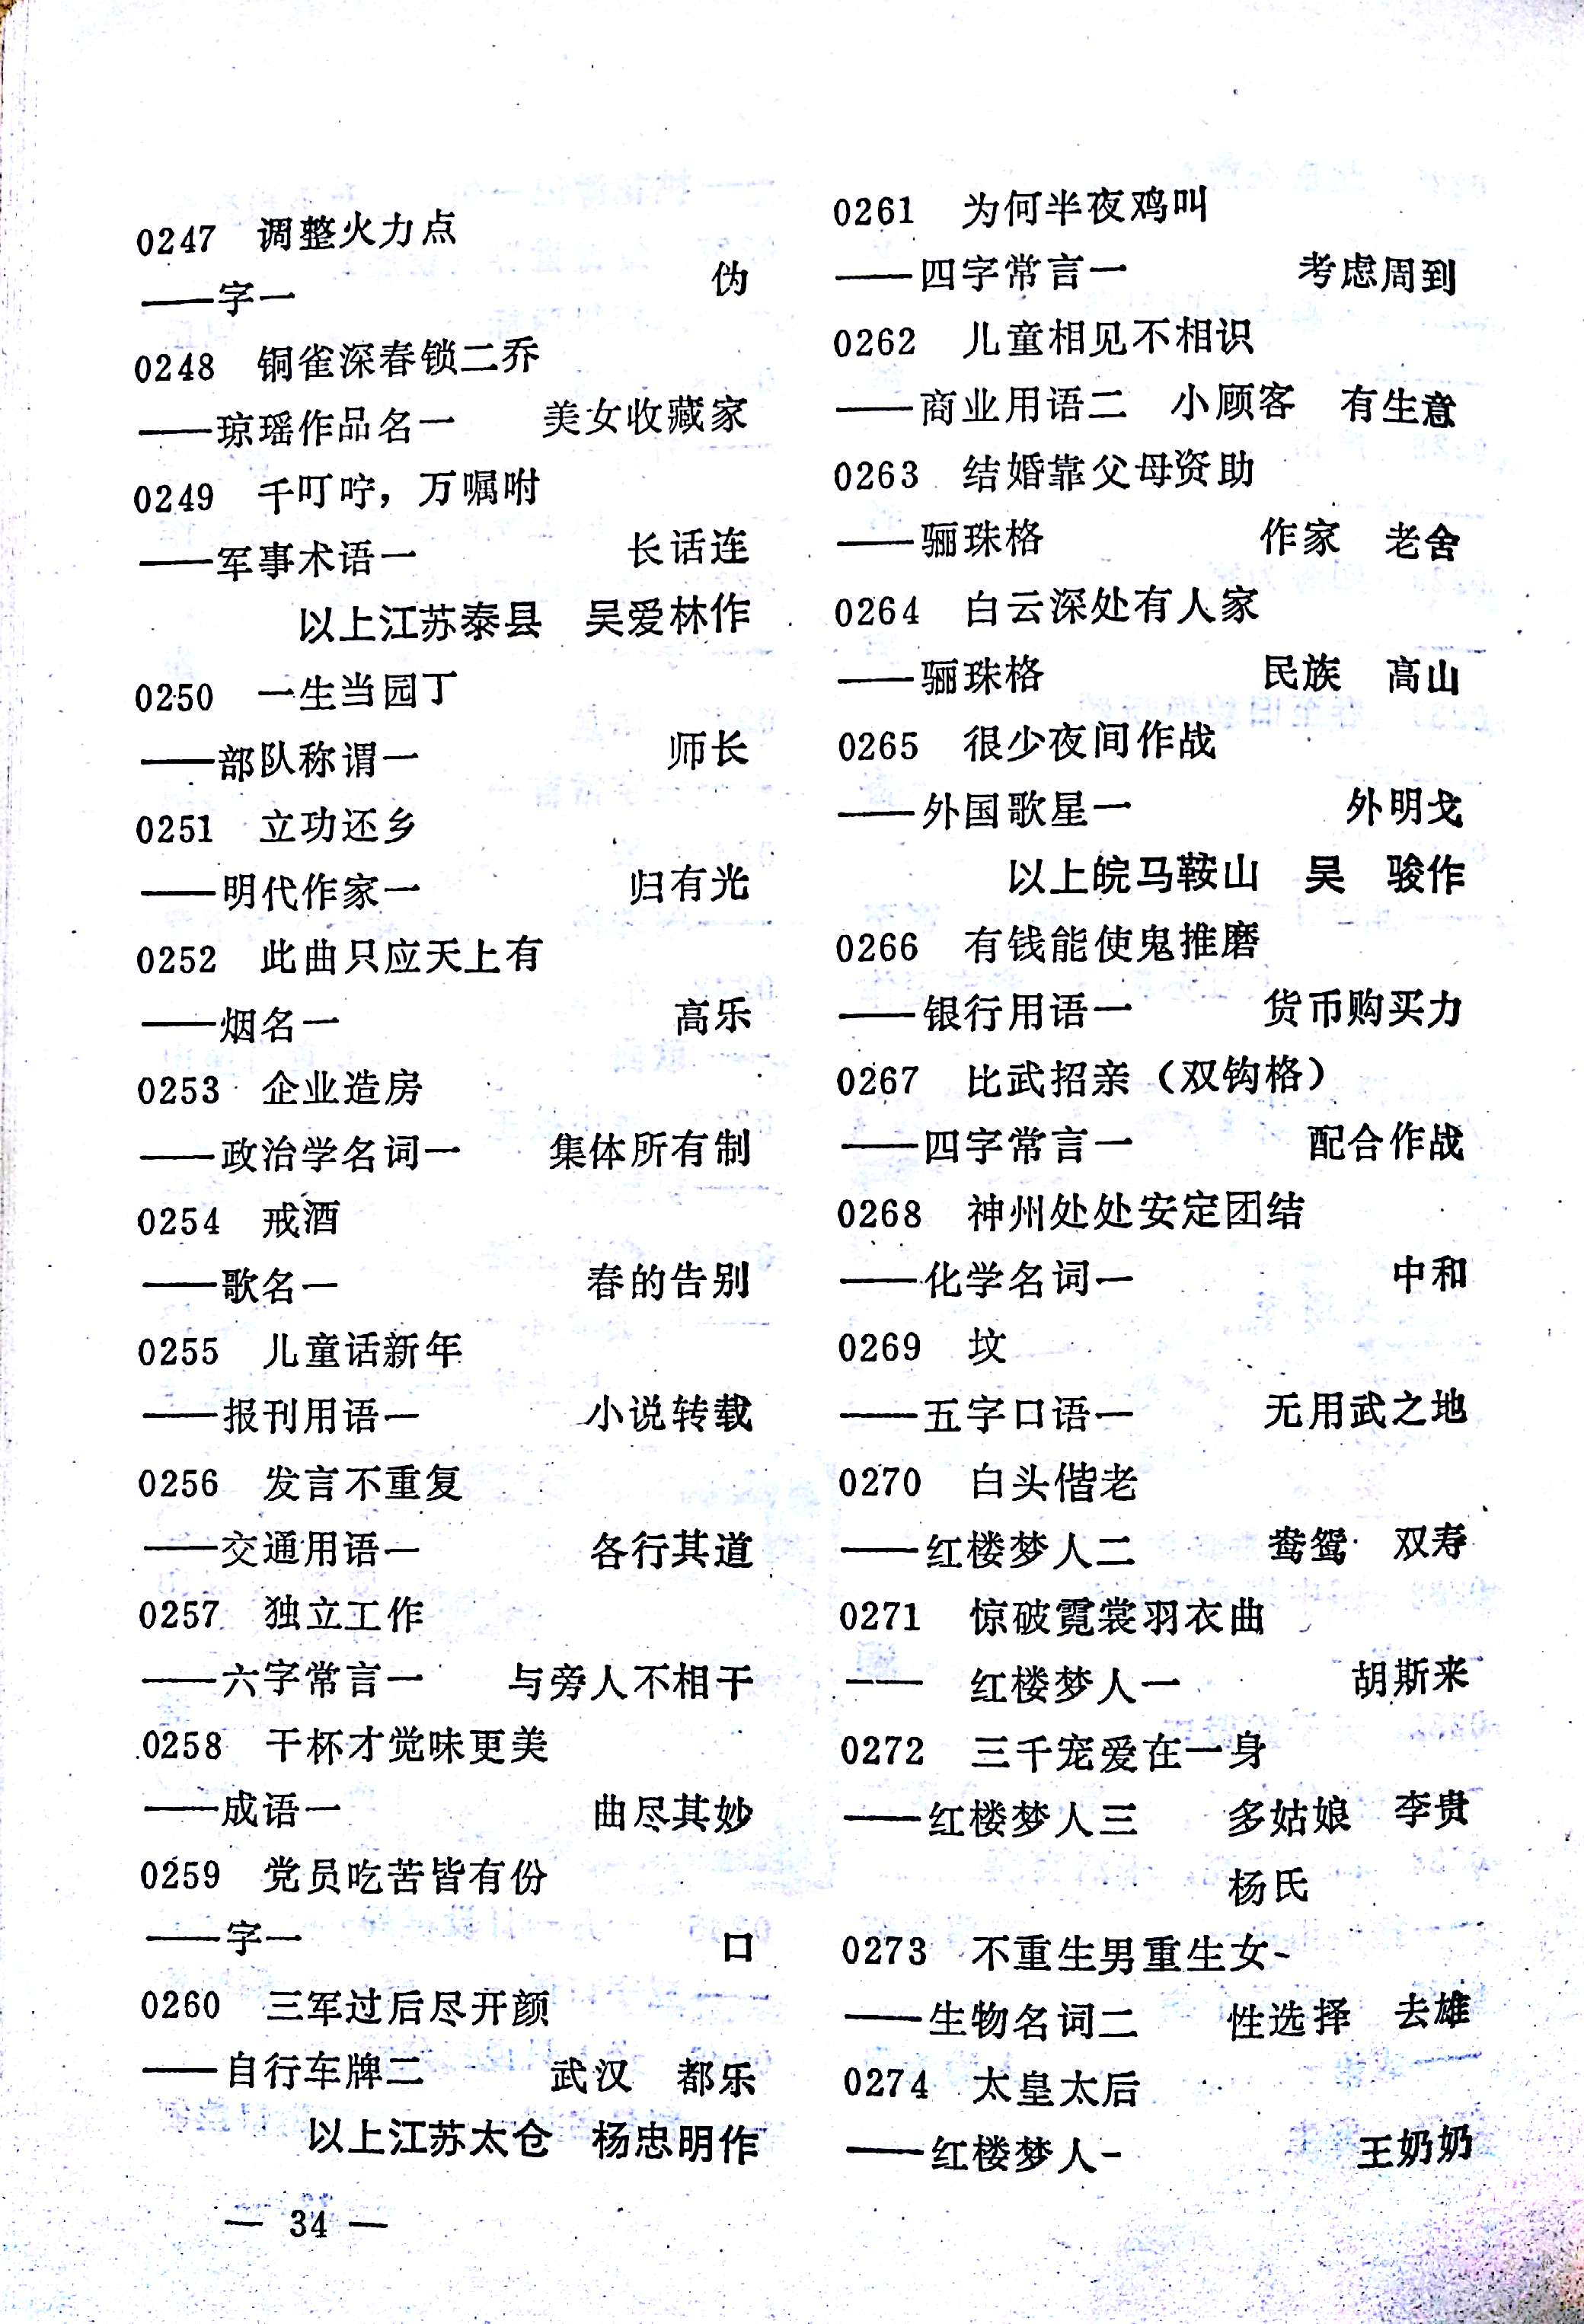 0247 调整火力点
——字一 伪
0248 铜雀深春锁二乔
——琼瑶作品名一 美女收藏家
0249 千叮咛，万嘱咐
——军事术语一 长话连
以上江苏泰县 吴爱林作
0250 一生当园丁
——部队称谓一 师长
0251 立功还乡
——明代作家一 归有光
0252 此曲只应天上有
——烟名一 高乐
0253 企业造房
——政治学名词一 集体所有制
0254 戒酒
——歌名一 春的告别
0255 儿童话新年
——报刊用语一 小说转载
0256 发言不重复
——交通用语一 各行其道
0257 独立工作
——六字常言一 与旁人不相干
0258 干杯才觉味更美
——成语一 曲尽其妙
0259 党员吃苦皆有份
——字一 口
0260 三军过后尽开颜
——自行车牌二 武汉 都乐
以上江苏太仓 杨忠明作
— 34 —
0261 为何半夜鸡叫
——四字常言一 考虑周到
0262 儿童相见不相识
——商业用语二 小顾客 有生意
0263 结婚靠父母资助
——骊珠格 作家 老舍
0264 白云深处有人家
——骊珠格 民族 高山
0265 很少夜间作战
——外国歌星一 外明戈
以上皖马鞍山 吴 骏作
0266 有钱能使鬼推磨
——银行用语一 货币购买力
0267 比武招亲（双钩格）
——四字常言一 配合作战
0268 神州处处安定团结
——化学名词一 中和
0269 坟
——五字口语一 无用武之地
0270 白头偕老
——红楼梦人二 鸯鸳 双寿
0271 惊破霓裳羽衣曲
—— 红楼梦人一 胡斯来
0272 三千宠爱在一身
——红楼梦人三 多姑娘 李贵
杨氏
0273 不重生男重生女
——生物名词二 性选择 去雄
0274 太皇太后
——红楼梦人一 王奶奶